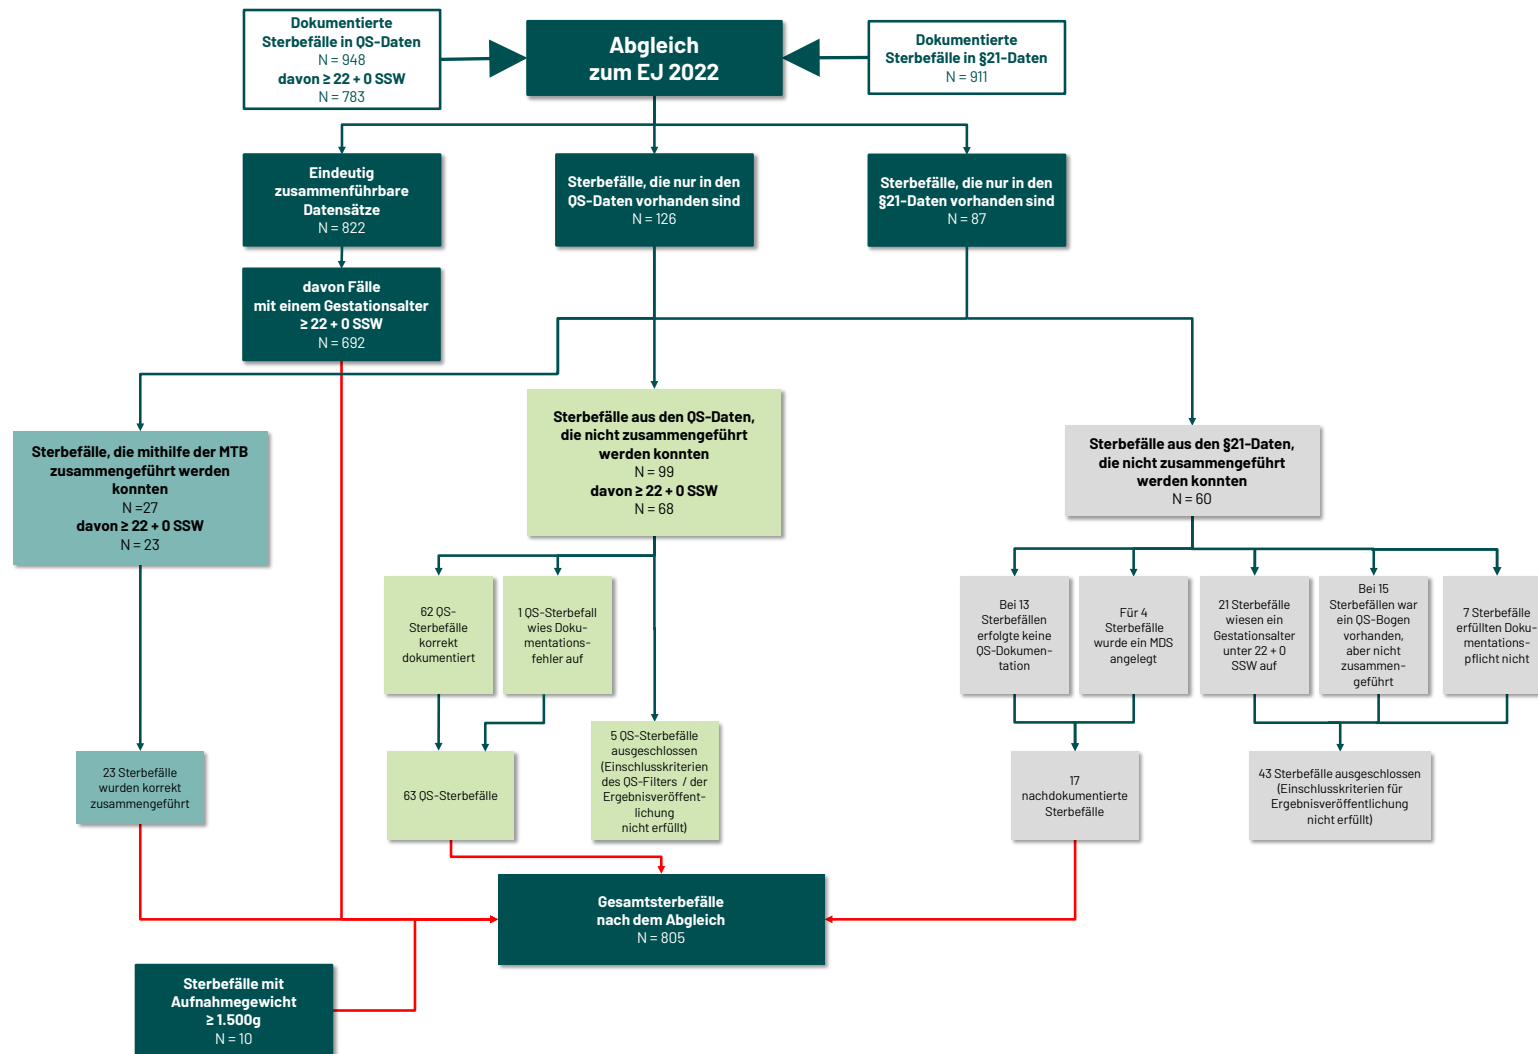 Dokumentierte
Sterbefälle in QS-Daten
N = 948
davon ≥ 22 + 0 SSW
N = 783
Abgleich
zum EJ 2022
Dokumentierte
Sterbefälle in §21-Daten
N = 911
Eindeutig
zusammenführbare
Datensätze
N = 822
Sterbefälle, die nur in den
QS-Daten vorhanden sind
N = 126
Sterbefälle, die nur in den
§21-Daten vorhanden sind
N = 87
davon Fälle
mit einem Gestationsalter
≥ 22 + 0 SSW
N = 692
Sterbefälle, die mithilfe der MTB
zusammengeführt werden
konnten
N =27
davon ≥ 22 + 0 SSW
N = 23
Sterbefälle aus den QS-Daten,
die nicht zusammengeführt
werden konnten
N = 99
davon ≥ 22 + 0 SSW
N = 68
Sterbefälle aus den §21-Daten,
die nicht zusammengeführt
werden konnten
N = 60
62 QS-
Sterbefälle
korrekt
dokumentiert
1 QS-Sterbefall
wies Doku-
mentations-
fehler auf
Bei 13
Sterbefällen
erfolgte keine
QS-Dokumen-
tation
Für 4
Sterbefälle
wurde ein MDS
angelegt
21 Sterbefälle
wiesen ein
Gestationsalter
unter 22 + 0
SSW auf
Bei 15
Sterbefällen war
ein QS-Bogen
vorhanden,
aber nicht
zusammen-
geführt
7 Sterbefälle
erfüllten Doku-
mentations-
pflicht nicht
23 Sterbefälle
wurden korrekt
zusammengeführt
63 QS-Sterbefälle
5 QS-Sterbefälle
ausgeschlossen
(Einschlusskriterien
des QS-Filters / der
Ergebnisveröffent-
lichung
nicht erfüllt)
17
nachdokumentierte
Sterbefälle
43 Sterbefälle ausgeschlossen
(Einschlusskriterien für
Ergebnisveröffentlichung
nicht erfüllt)
Gesamtsterbefälle
nach dem Abgleich
N = 805
Sterbefälle mit
Aufnahmegewicht
≥ 1.500g
N = 10